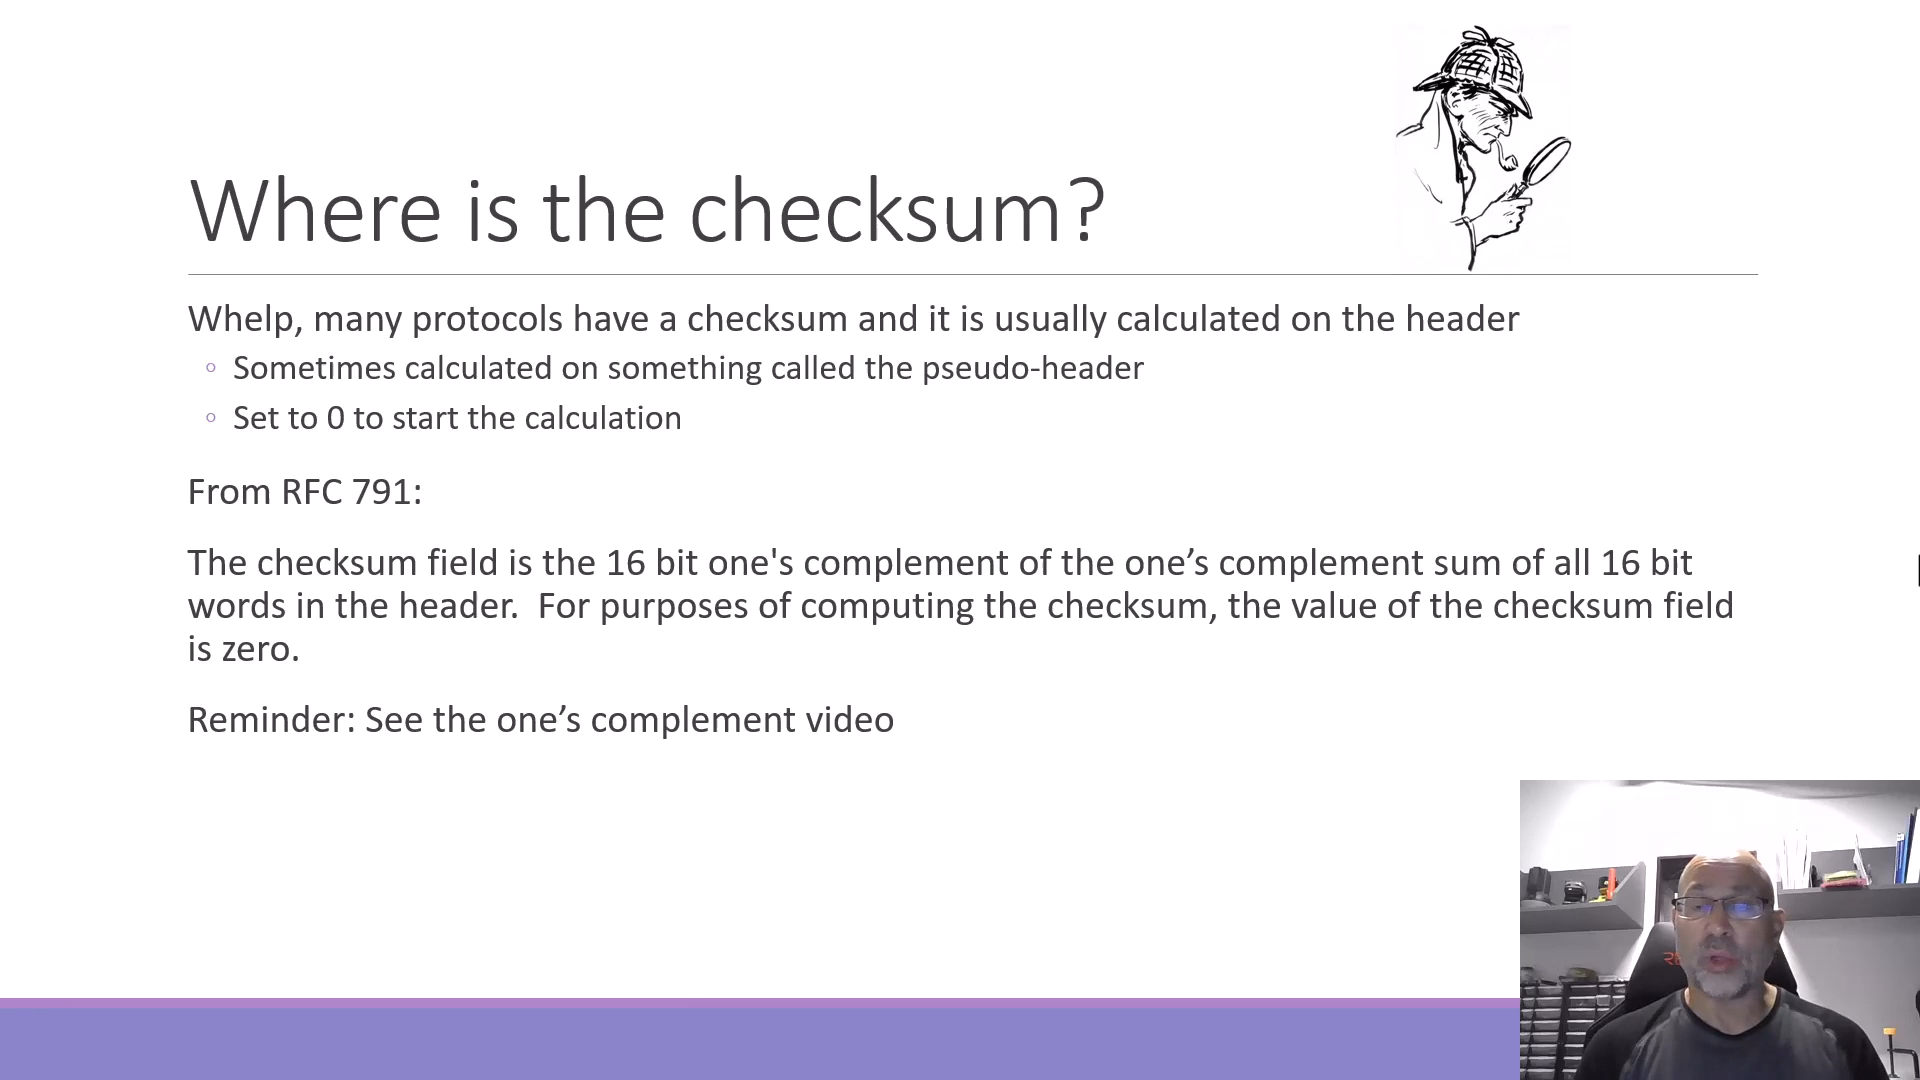 Where is the checksum?
Whelp, many protocols have a checksum and it is usually calculated on the header
◦ Sometimes calculated on something called the pseudo-header
◦ Set to 0 to start the calculation
From RFC 791:
The checksum field is the 16 bit one's complement of the one’s complement sum of all 16 bit
words in the header.  For purposes of computing the checksum, the value of the checksum field
is zero.
Reminder: See the one’s complement video